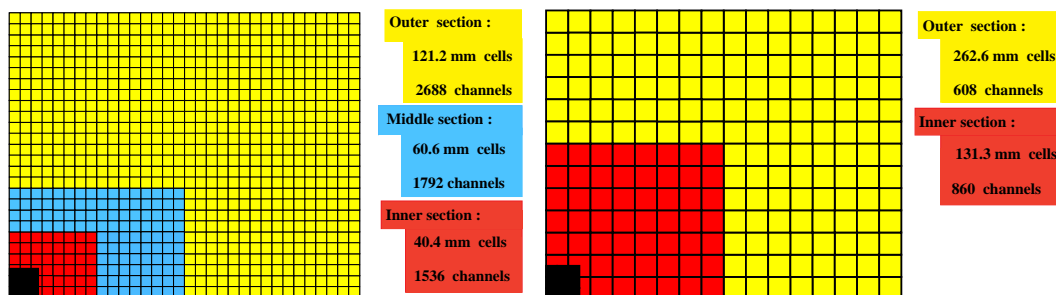 Outer section :
121.2 mm cells
2688 channels
Middle section :
60.6 mm cells
1792 channels
Inner section :
40.4 mm cells
1536 channels
Outer section :
262.6 mm cells
608 channels
Inner section :
131.3 mm cells
860 channels